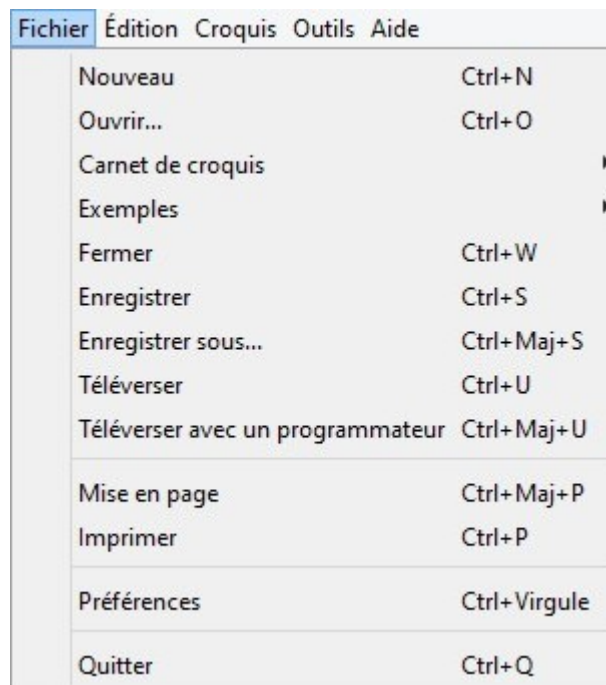 Fichier Édition Croquis Outils Aide
Nouveau Ctrl+N
Ouvrir... Ctrl+O
Carnet de croquis
Exemples
Fermer Ctrl+W
Enregistrer Ctrl+S
Enregistrer sous... Ctrl+Maj+S
Téléverser Ctrl+U
Téléverser avec un programmateur Ctrl+Maj+U
Mise en page Ctrl+Maj+P
Imprimer Ctrl+P
Préférences Ctrl+Virgule
Quitter Ctrl+Q